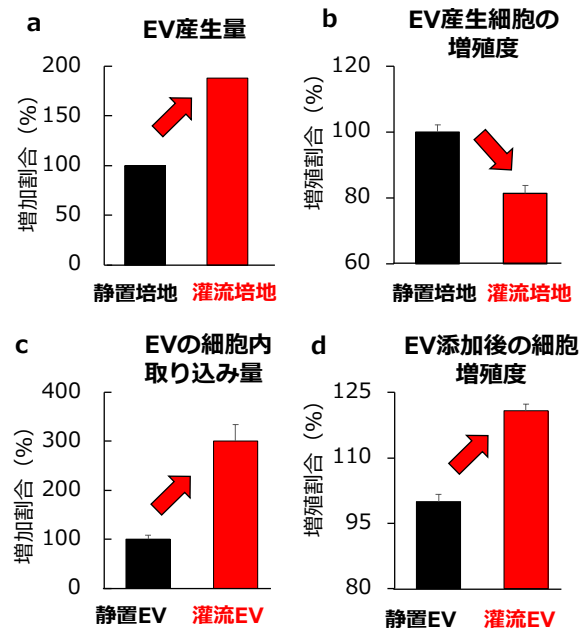 a
EV産生量
増加割合（%）
200
150
100
50
0
静置培地
灌流培地
b
EV産生細胞の
増殖度
増殖割合（%）
120
100
80
60
静置培地
灌流培地
c
EVの細胞内
取り込み量
増加割合（%）
400
300
200
100
0
静置EV
灌流EV
d
EV添加後の細胞
増殖度
増殖割合（%）
125
110
95
80
静置EV
灌流EV